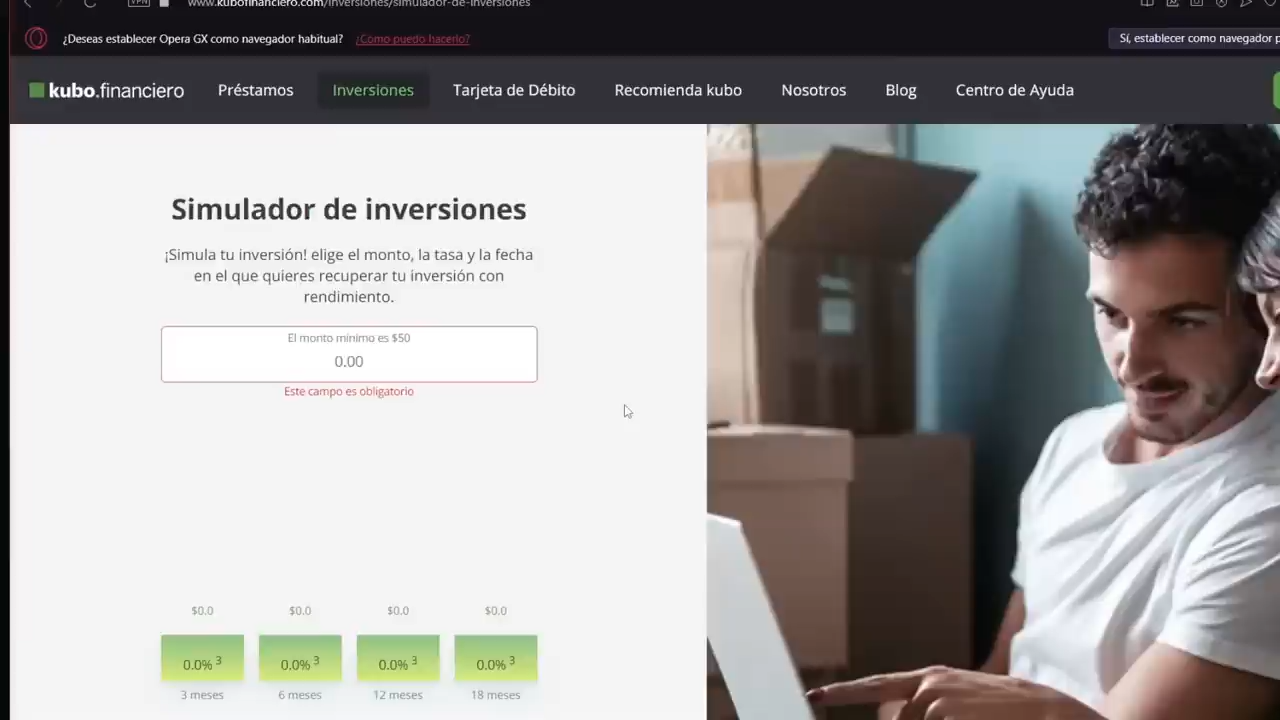 VPN
www.kubofinanciero.com/inversiones/simulador-de-inversiones
¿Deseas establecer Opera GX como navegador habitual? ¿Cómo puedo hacerlo?
Sí, establecer como navegador p
kubo.financiero
Préstamos
Inversiones
Tarjeta de Débito
Recomienda kubo
Nosotros
Blog
Centro de Ayuda
Simulador de inversiones
¡Simula tu inversión! elige el monto, la tasa y la fecha
en el que quieres recuperar tu inversión con
rendimiento.
El monto mínimo es $50
0.00
Este campo es obligatorio
$0.0 $0.0 $0.0 $0.0
0.0% 3 0.0% 3 0.0% 3 0.0% 3
3 meses 6 meses 12 meses 18 meses